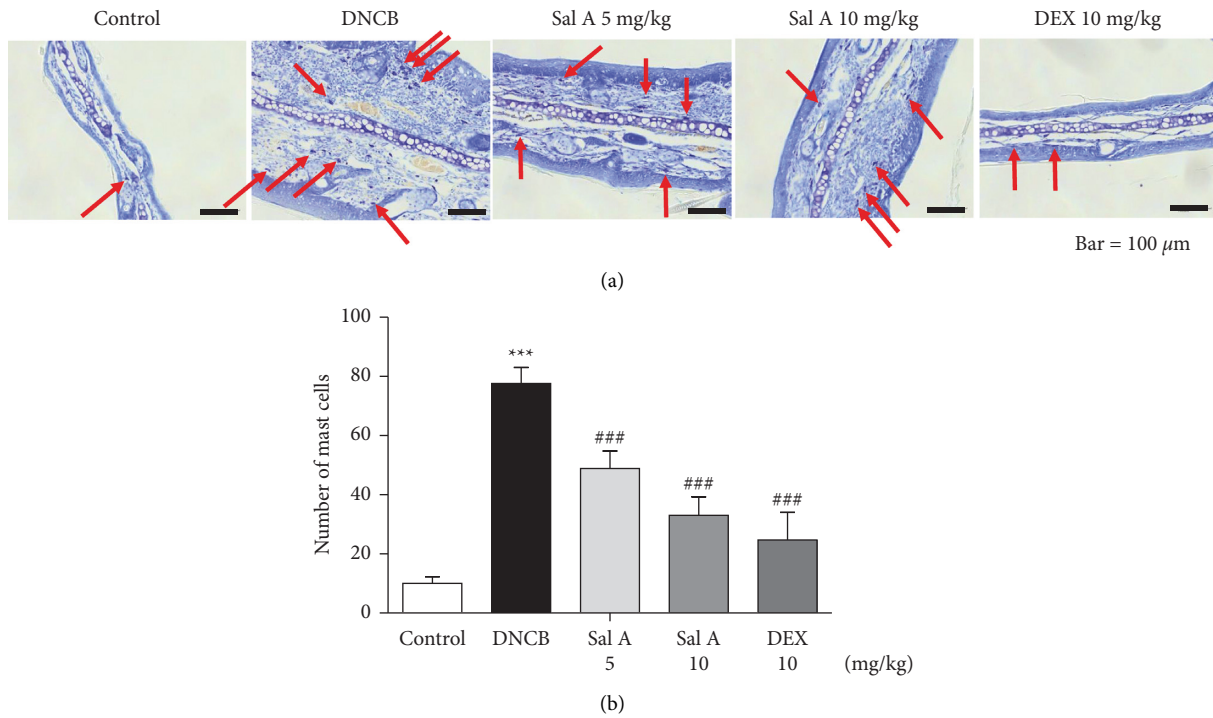 Control DNCB Sal A 5 mg/kg Sal A 10 mg/kg DEX 10 mg/kg
Bar = 100 μm
(a)
Number of mast cells
100
80
60
40
20
0
***
###
###
###
Control DNCB Sal A Sal A DEX
5 10 10 (mg/kg)
(b)